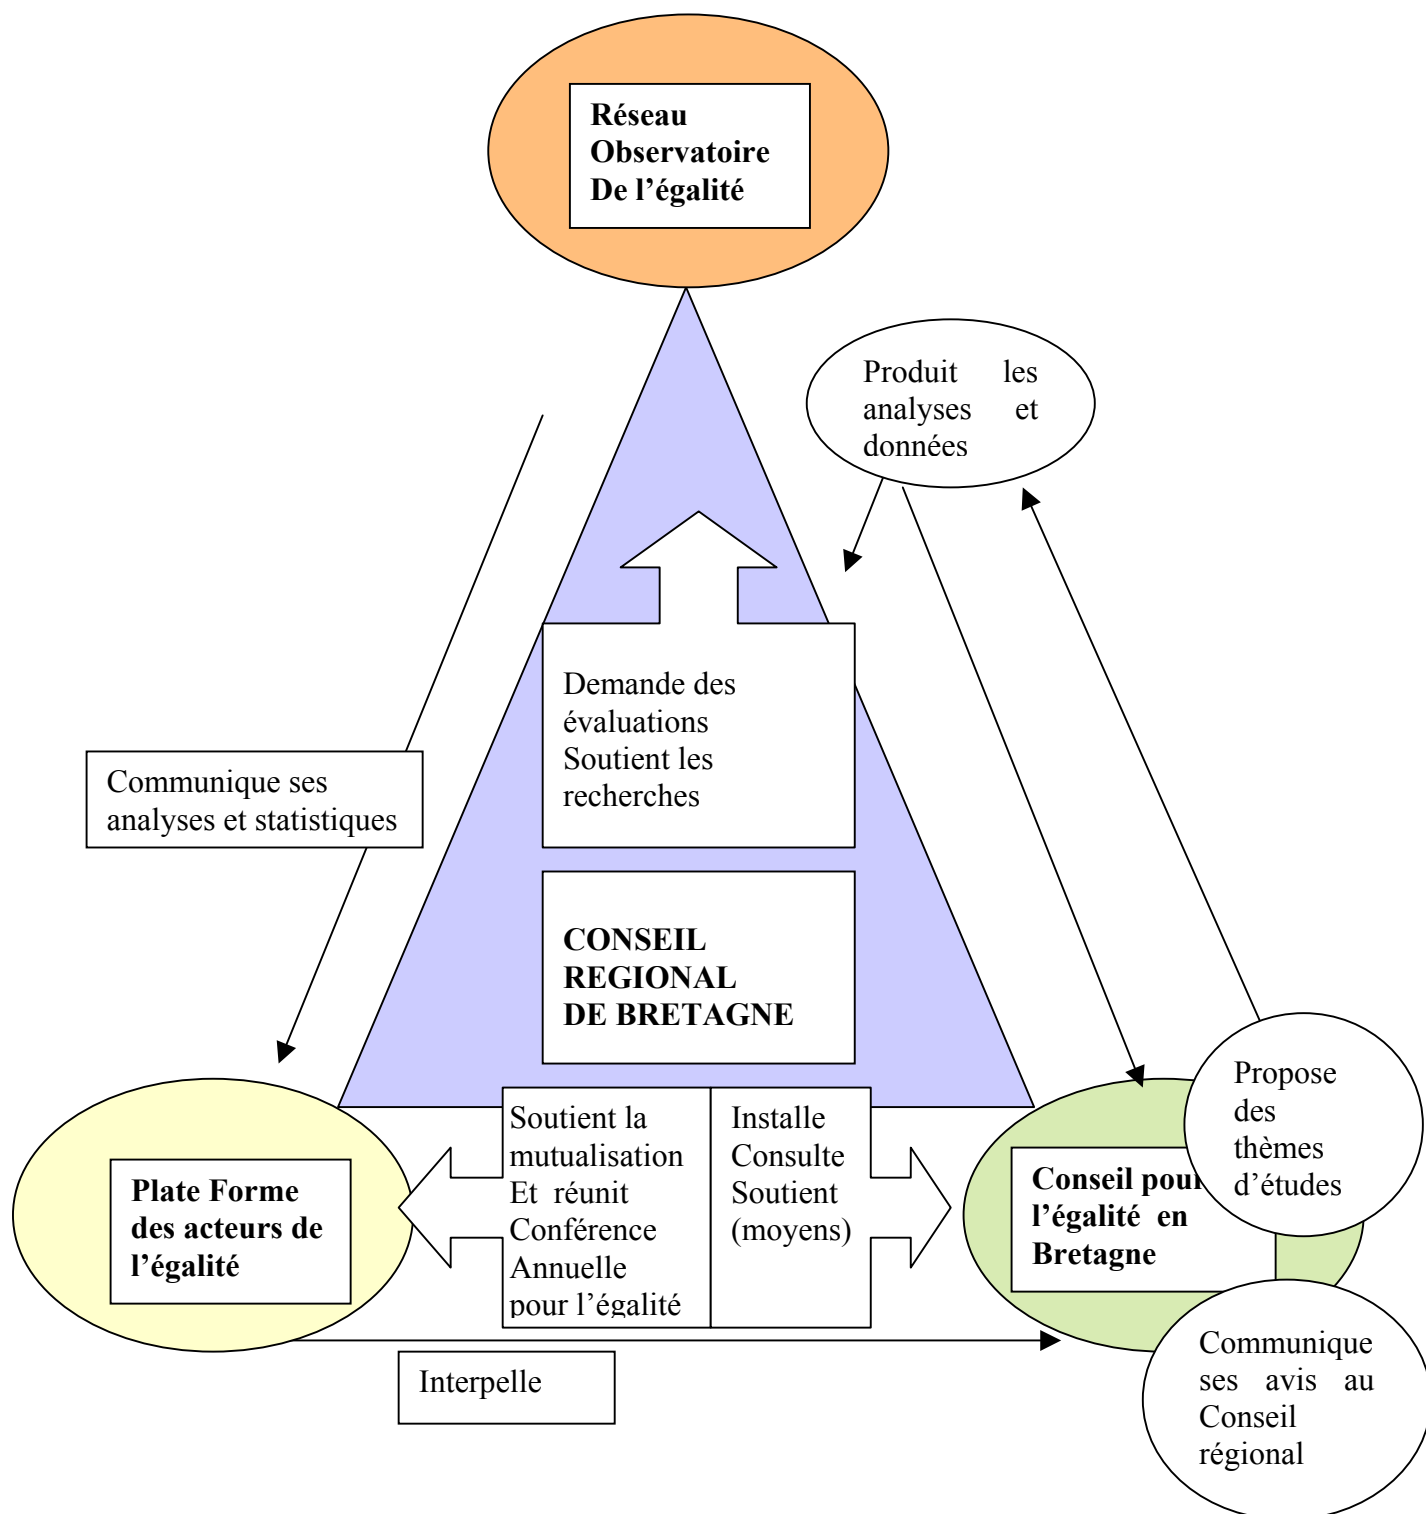 Réseau
Observatoire
De l’égalité
Produit les
analyses et
données
Demande des
évaluations
Soutient les
recherches
Communique ses
analyses et statistiques
CONSEIL
REGIONAL
DE BRETAGNE
Propose
des
thèmes
d’études
Soutient la
mutualisation
Et réunit
Conférence
Annuelle
pour l’égalité
Installe
Consulte
Soutient
(moyens)
Plate Forme
des acteurs de
l’égalité
Conseil pour
l’égalité en
Bretagne
Interpelle
Communique
ses avis au
Conseil
régional